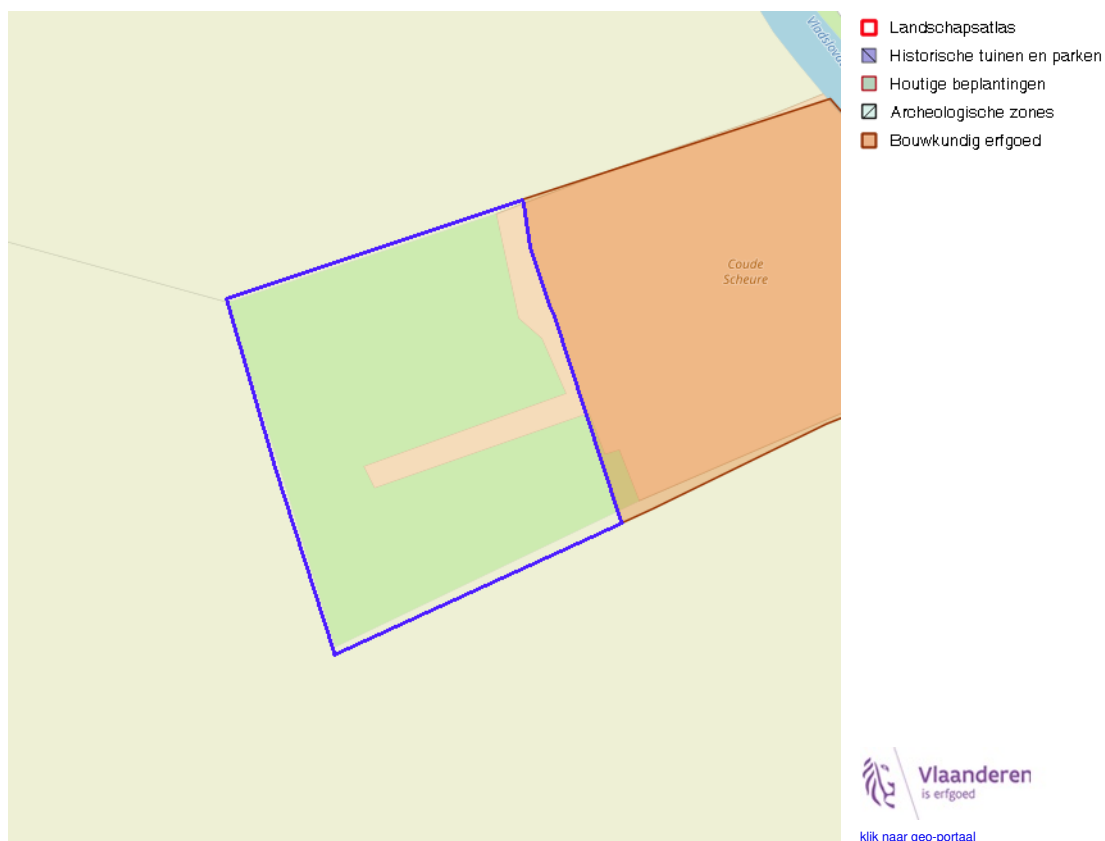 Landschapsatlas
Historische tuinen en parken
Houtige beplantingen
Archeologische zones
Bouwkundig erfgoed
Coude
Scheure
Vlaanderen
is erfgoed
klik naar geo-portaal